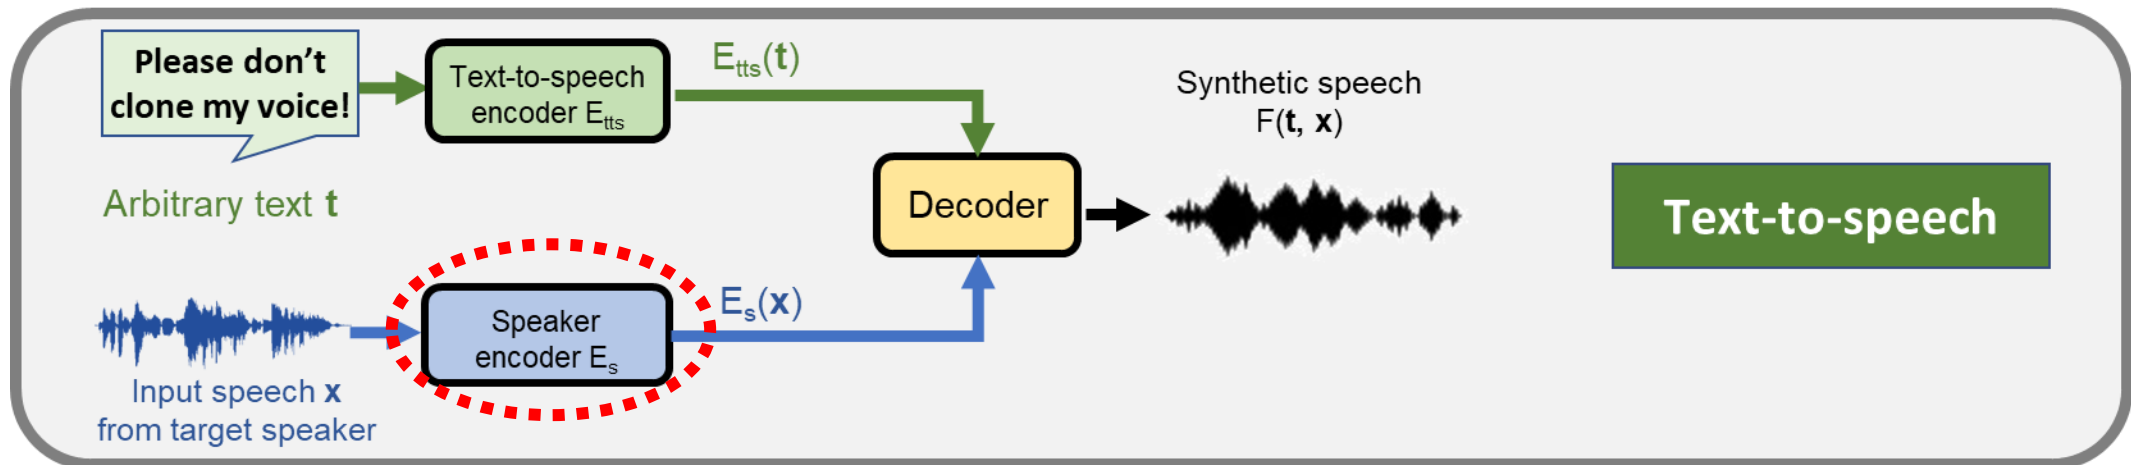 Please don’t
clone my voice!
Arbitrary text t
Text-to-speech
encoder Etts
Etts(t)
Input speech x
from target speaker
Speaker
encoder Es
Es(x)
Decoder
Synthetic speech
F(t, x)
Text-to-speech